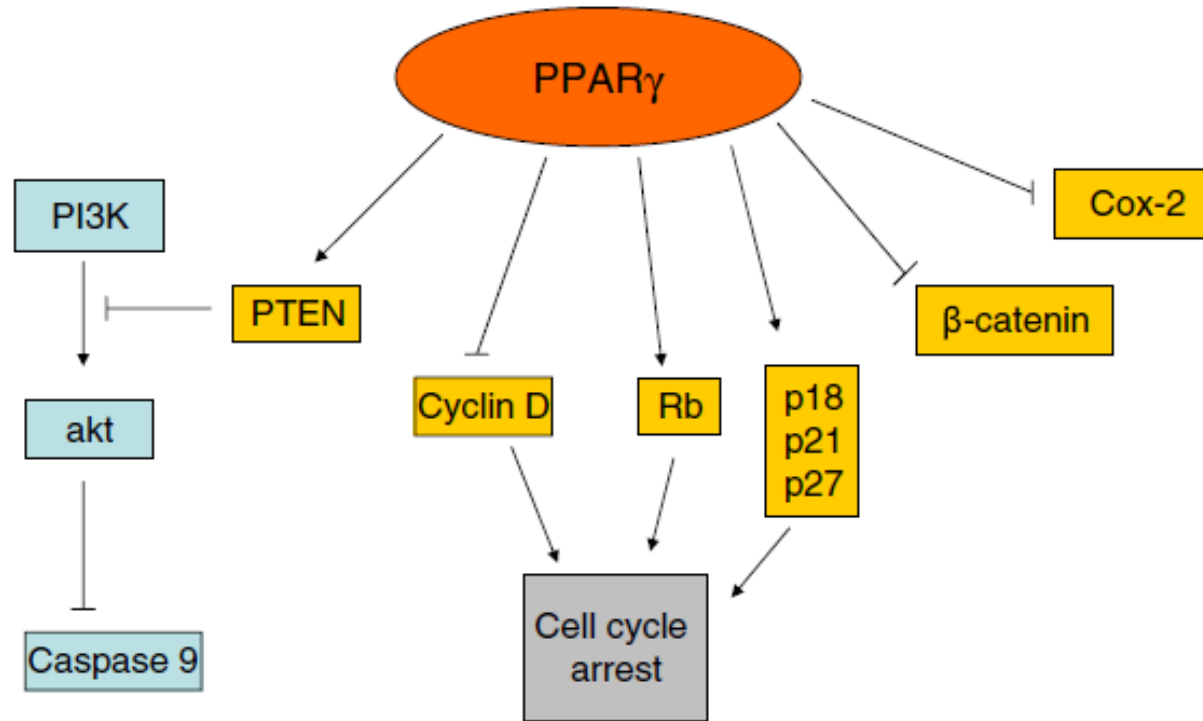 PPARγ
PI3K
Cox-2
PTEN
β-catenin
akt
Cyclin D
Rb
p18
p21
p27
Caspase 9
Cell cycle
arrest